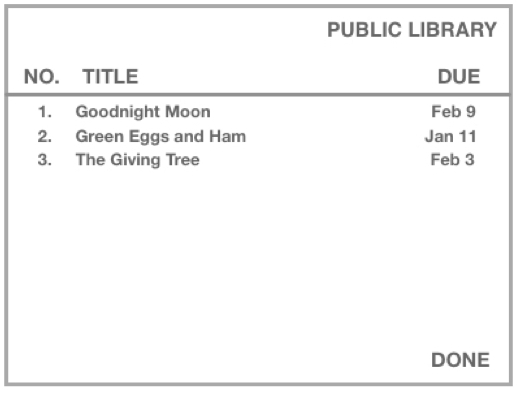 PUBLIC LIBRARY
NO. TITLE DUE
1. Goodnight Moon Feb 9
2. Green Eggs and Ham Jan 11
3. The Giving Tree Feb 3
DONE